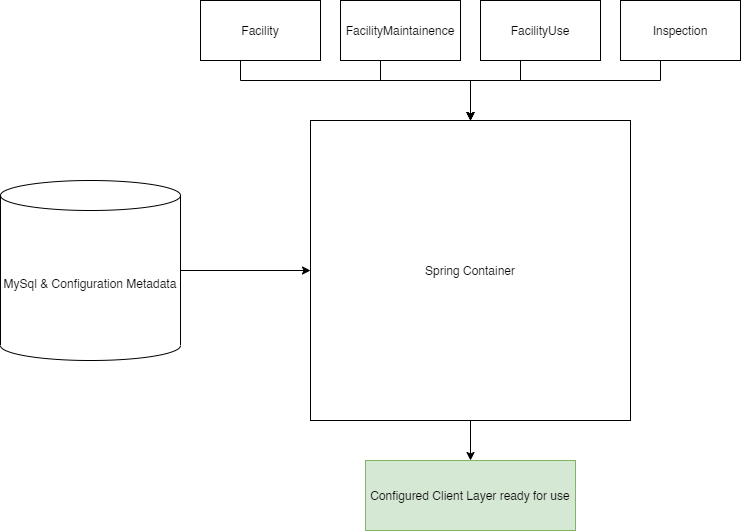 Facility
FacilityMaintainence
FacilityUse
Inspection
MySql & Configuration Metadata
Spring Container
Configured Client Layer ready for use